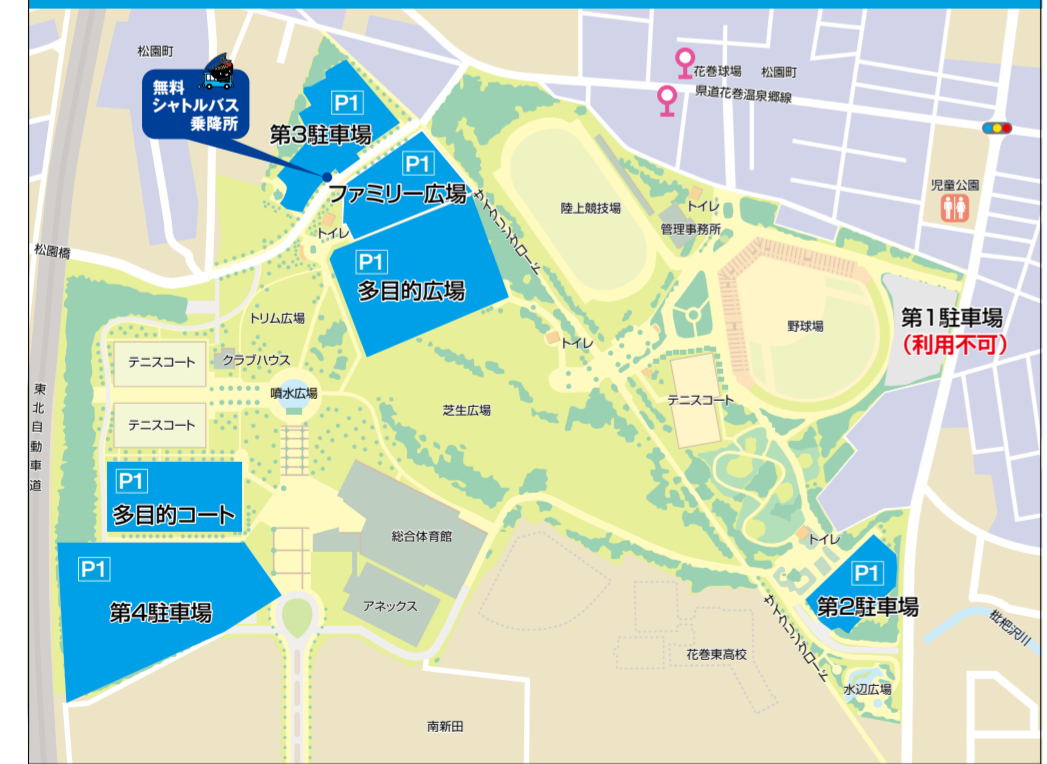 松園町
無料
シャトルバス
乗降所
P1
第3駐車場
P1
ファミリー広場
P1
多目的広場
花巻球場 松園町
県道花巻温泉郷線
児童公園
松園橋
トイレ
サイクリングロード
陸上競技場
トイレ
管理事務所
トリム広場
クラブハウス
テニスコート
噴水広場
テニスコート
トイレ
芝生広場
野球場
テニスコート
第1駐車場
(利用不可)
東北自動車道
P1
多目的コート
P1
第4駐車場
総合体育館
アネックス
トイレ
P1
第2駐車場
サイクリングロード
花巻東高校
水辺広場
枇杷沢川
南新田